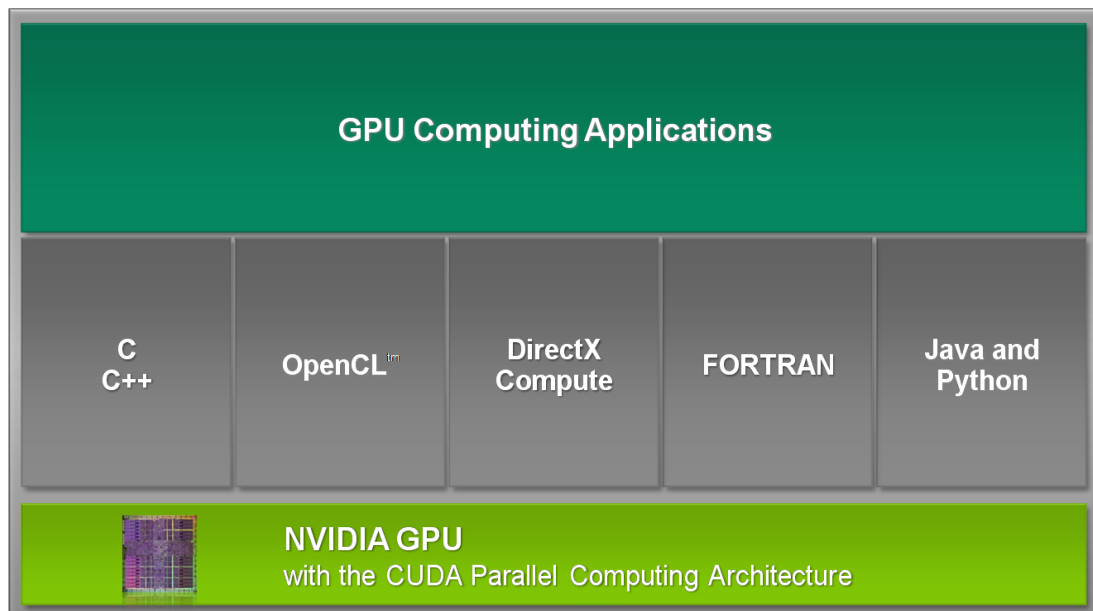 GPU Computing Applications
C
C++
OpenCL™
DirectX
Compute
FORTRAN
Java and
Python
NVIDIA GPU
with the CUDA Parallel Computing Architecture